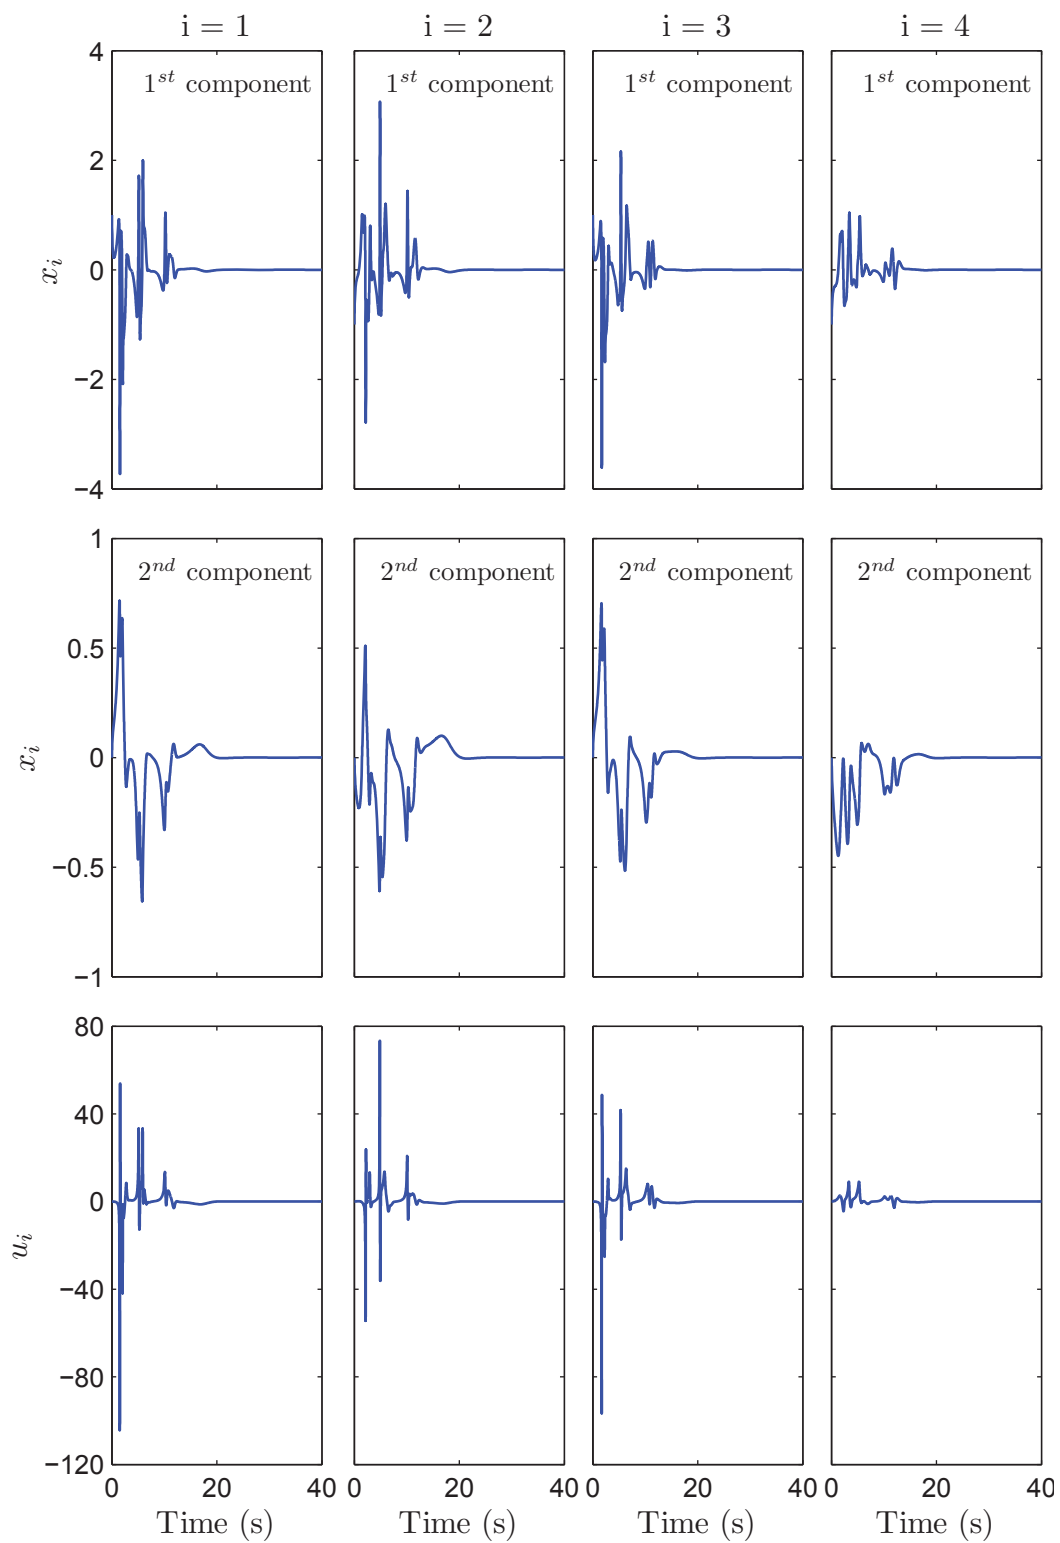 i = 1 i = 2 i = 3 i = 4
4
1st component 1st component 1st component 1st component
2
x_i
0
−2
−4
1
2nd component 2nd component 2nd component 2nd component
0.5
x_i
0
−0.5
−1
80
40
0
u_i
−40
−80
−120
0 20 40 0 20 40 0 20 40 0 20 40
Time (s) Time (s) Time (s) Time (s)